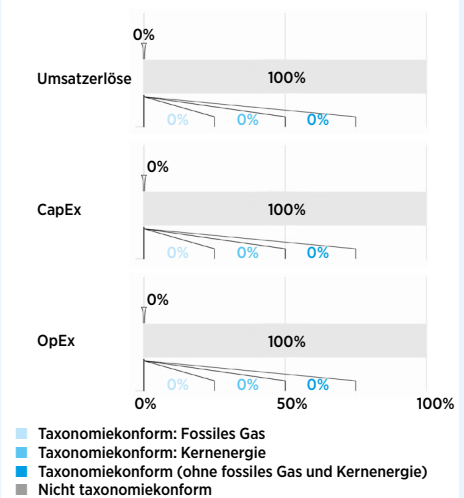 0%
Umsatzerlöse 100%
0% 0% 0%
0%
CapEx 100%
0% 0% 0%
0%
OpEx 100%
0% 0% 0%
0% 50% 100%
Taxonomiekonform: Fossiles Gas
Taxonomiekonform: Kernenergie
Taxonomiekonform (ohne fossiles Gas und Kernenergie)
Nicht taxonomiekonform